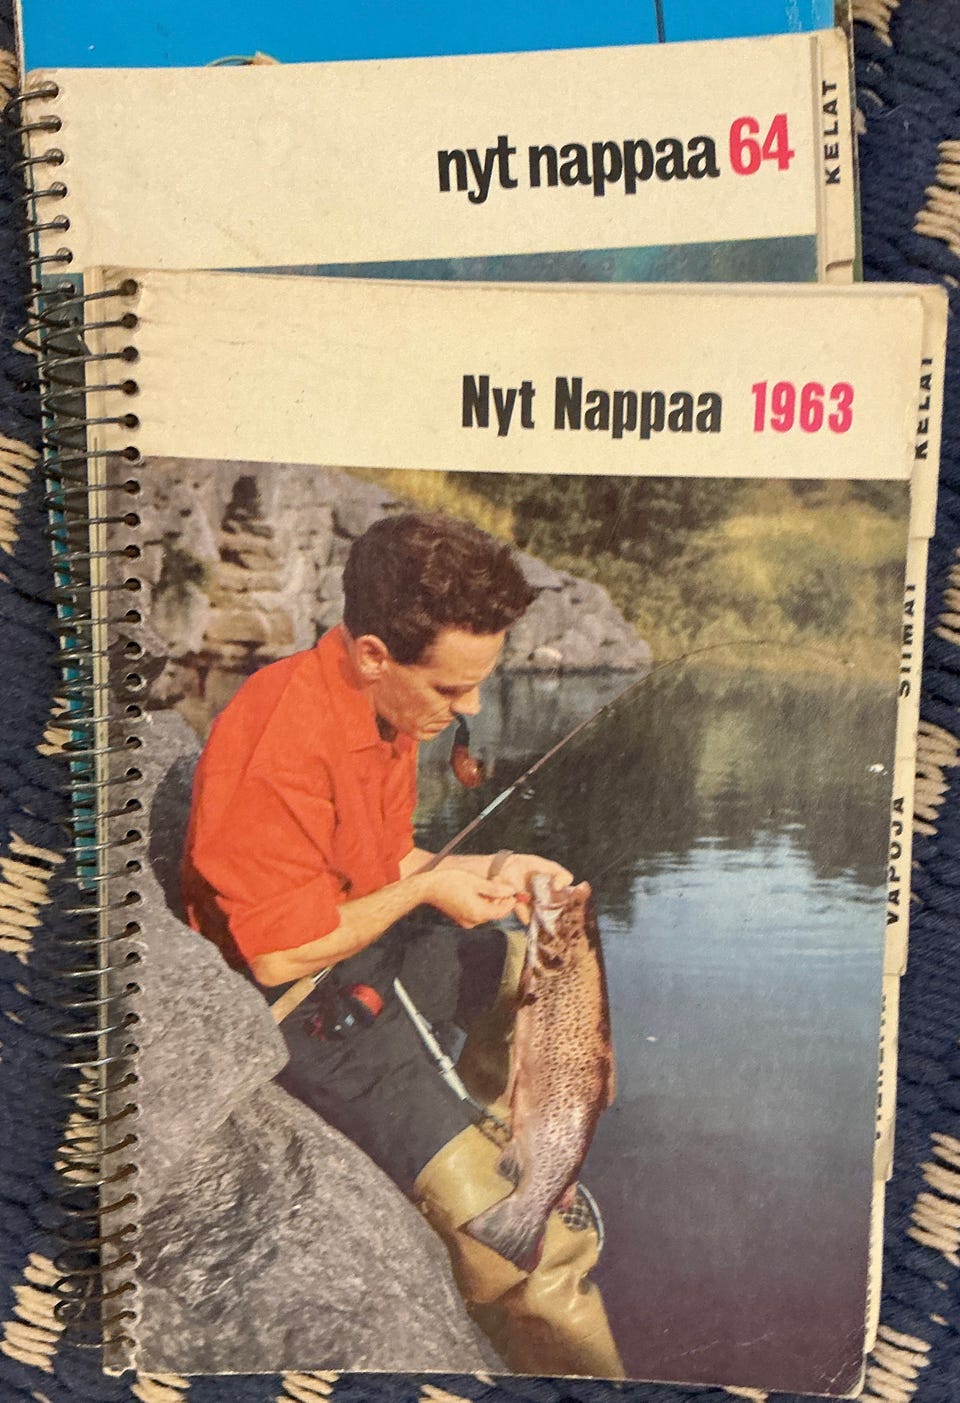 nyt nappaa 64
KELAT
Nyt Nappaa 1963
KELAT
SIIMAT
VAPOJA